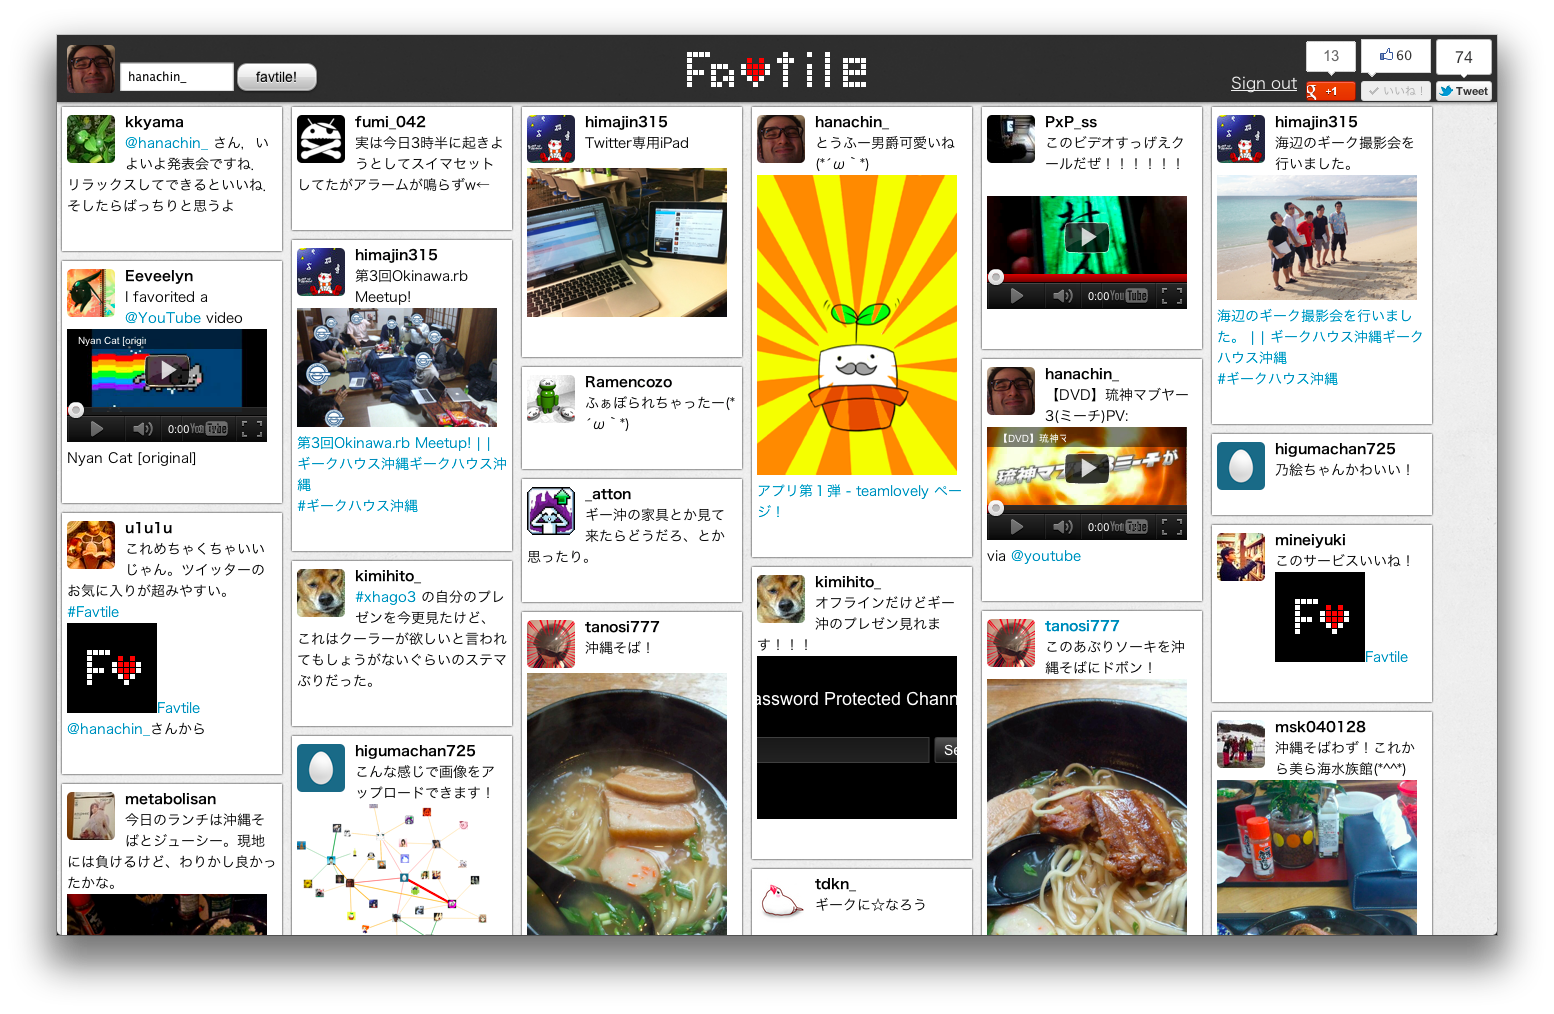 hanachin_
favtile!
Favtile
Sign out
13
60
74
+1
いいね！
Tweet
kkyama
@hanachin_ さん，い
よいよ発表会ですね．
リラックスしてできるといいね．
そしたらばっちりと思うよ
Eeveelyn
I favorited a
@YouTube video
Nyan Cat [origi
0:00
YouTube
Nyan Cat [original]
u1u1u
これめちゃくちゃいい
じゃん。ツイッターの
お気に入りが超みやすい。
#Favtile
F
Favtile
@hanachin_さんから
metabolisan
今日のランチは沖縄そ
ばとジューシー。現地
には負けるけど、わりかし良かっ
たかな。
fumi_042
実は今日3時半に起きよ
うとしてスイマセット
してたがアラームが鳴らずw←
himajin315
第3回Okinawa.rb
Meetup!
第3回Okinawa.rb Meetup! | |
ギークハウス沖縄ギークハウス沖
縄
#ギークハウス沖縄
kimihito_
#xhago3 の自分のプレ
ゼンを今更見たけど、
これはクーラーが欲しいと言われ
てもしょうがないぐらいのステマ
ぶりだった。
higumachan725
こんな感じで画像をア
ップロードできます！
himajin315
Twitter専用iPad
Ramencozo
ふぁぼられちゃったー(*
´ω｀*)
_atton
ギー沖の家具とか見て
来たらどうだろ、とか
思ったり。
tanosi777
沖縄そば！
hanachin_
とうふー男爵可愛いね
(*´ω｀*)
アプリ第１弾 - teamlovely ペー
ジ！
kimihito_
オフラインだけどギー
沖のプレゼン見れま
す！！！
assword Protected Chann
Se
tdkn_
ギークに☆なろう
PxP_ss
このビデオすっげえク
ールだぜ！！！！！！
0:00
YouTube
hanachin_
【DVD】琉神マブヤー
3(ミーチ)PV:
【DVD】琉神マ
琉神マブヤー3ミーチが
0:00
YouTube
via @youtube
tanosi777
このあぶりソーキを沖
縄そばにドボン！
himajin315
海辺のギーク撮影会を
行いました。
海辺のギーク撮影会を行いまし
た。 | | ギークハウス沖縄ギーク
ハウス沖縄
#ギークハウス沖縄
higumachan725
乃絵ちゃんかわいい！
mineiyuki
このサービスいいね！
F
Favtile
msk040128
沖縄そばわず！これか
ら美ら海水族館(*^^*)